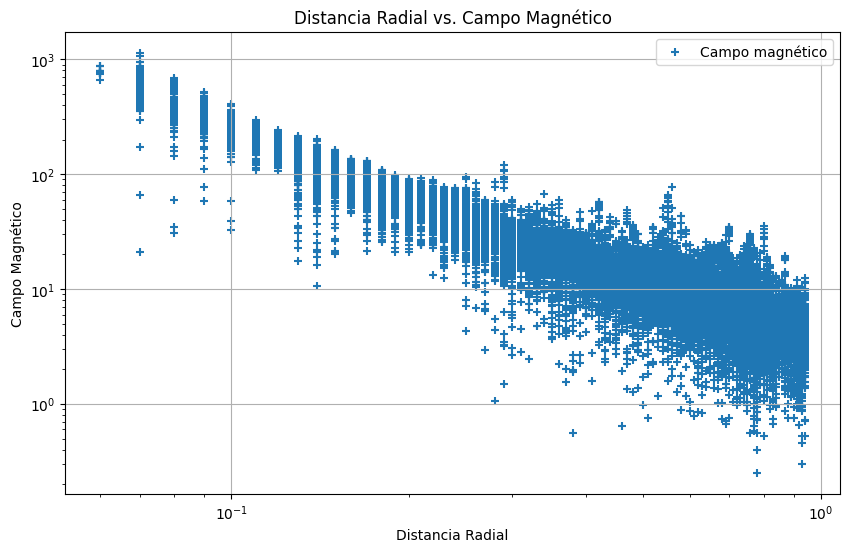 Distancia Radial vs. Campo Magnético
Campo magnético
Campo Magnético
10³
10²
10¹
10⁰
10⁻¹
10⁰
Distancia Radial